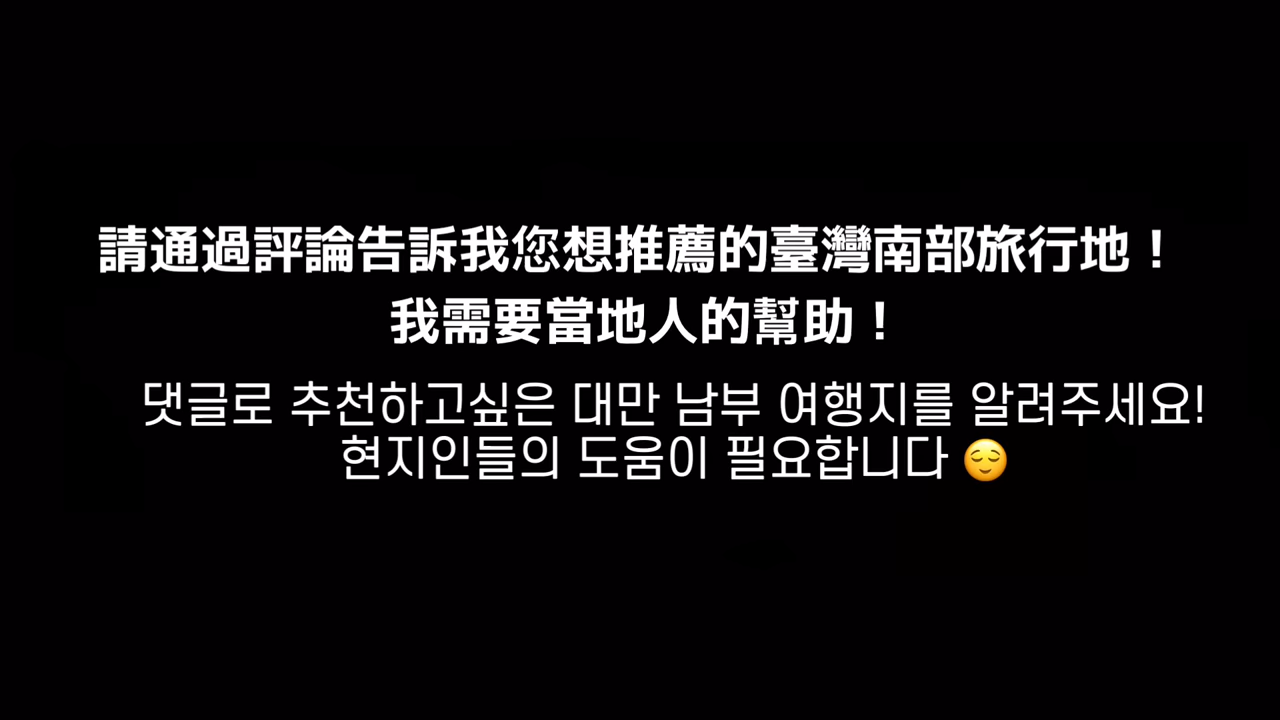 請通過評論告訴我您想推薦的臺灣南部旅行地！
我需要當地人的幫助！
댓글로 추천하고싶은 대만 남부 여행지를 알려주세요!
현지인들의 도움이 필요합니다 😌